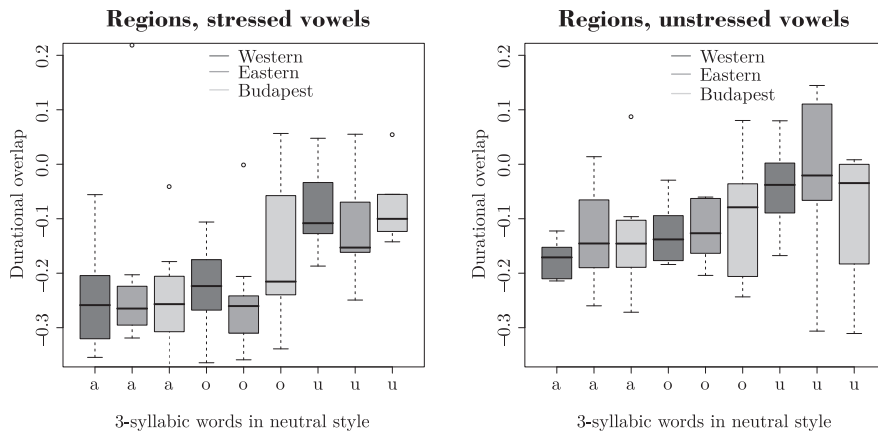 Regions, stressed vowels
Western
Eastern
Budapest
Durational overlap
0.2
0.1
0.0
−0.1
−0.2
−0.3
a a a o o o u u u
3-syllabic words in neutral style
Regions, unstressed vowels
Western
Eastern
Budapest
Durational overlap
0.2
0.1
0.0
−0.1
−0.2
−0.3
a a a o o o u u u
3-syllabic words in neutral style